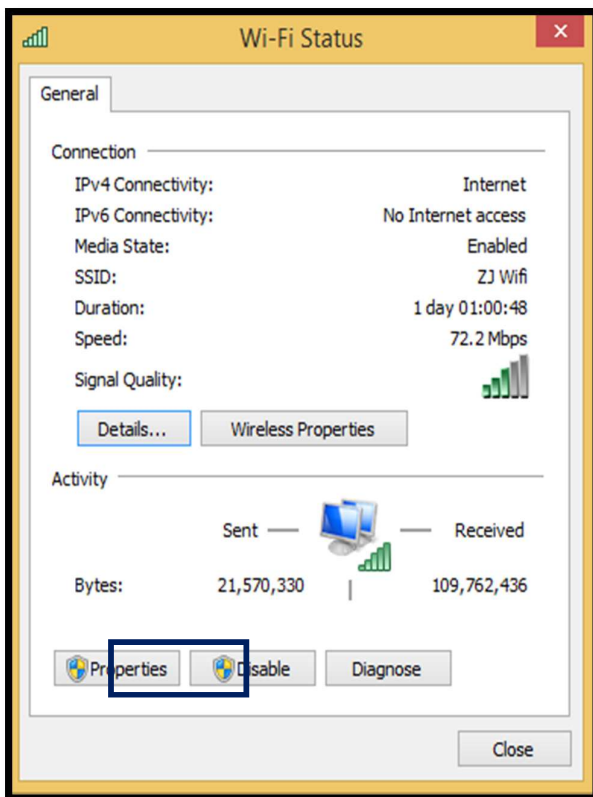 Wi-Fi Status
General
Connection
IPv4 Connectivity: Internet
IPv6 Connectivity: No Internet access
Media State: Enabled
SSID: ZJ Wifi
Duration: 1 day 01:00:48
Speed: 72.2 Mbps
Signal Quality:
Details... Wireless Properties
Activity
Sent Received
Bytes: 21,570,330 109,762,436
Properties Disable Diagnose
Close